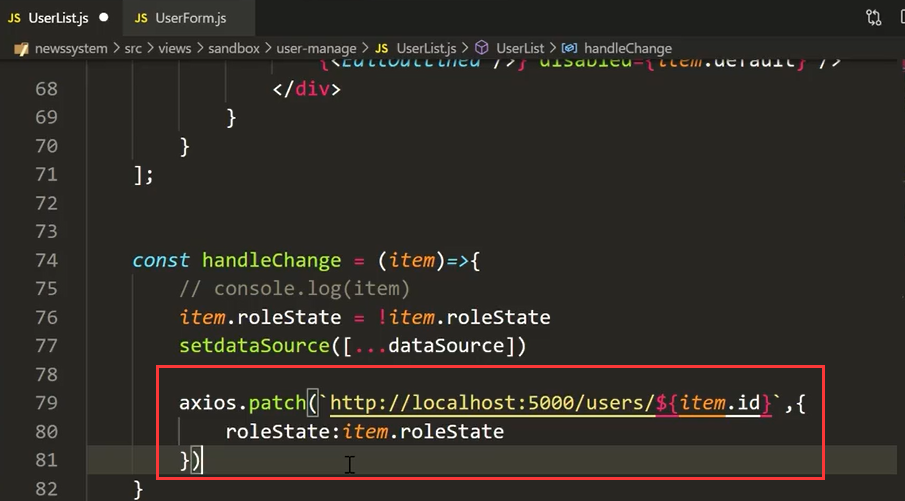 JS UserList.js ● JS UserForm.js
newssystem > src > views > sandbox > user-manage > JS UserList.js > UserList > handleChange
{<EditOutlined />} disabled={item.default} />
68 </div>
69 }
70 }
71 ];
72
73
74 const handleChange = (item)=>{
75 // console.log(item)
76 item.roleState = !item.roleState
77 setdataSource([...dataSource])
78
79 axios.patch(`http://localhost:5000/users/${item.id}`,{
80 roleState:item.roleState
81 })
82 }